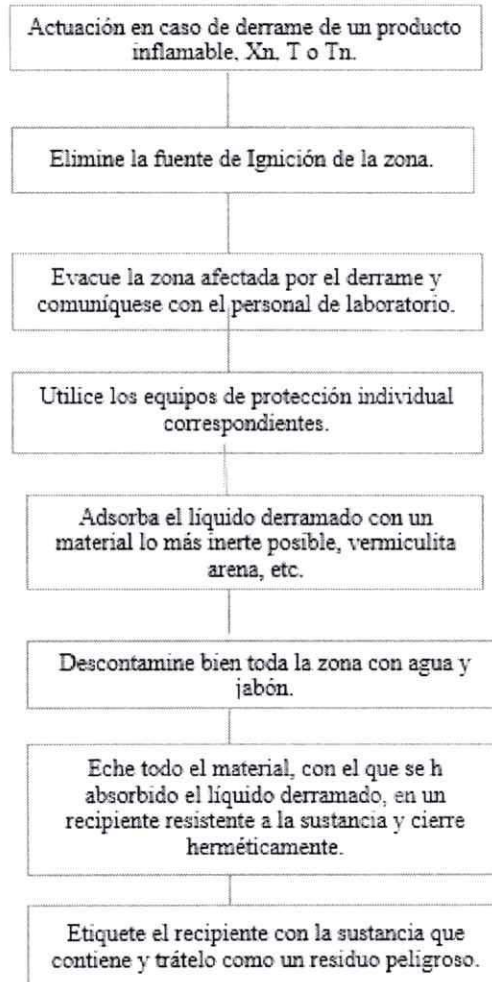 Actuación en caso de derrame de un producto
inflamable, Xn, T o Tn.
Elimine la fuente de Ignición de la zona.
Evacue la zona afectada por el derrame y
comuníquese con el personal de laboratorio.
Utilice los equipos de protección individual
correspondientes.
Adsorba el líquido derramado con un
material lo más inerte posible, vermiculita
arena, etc.
Descontamine bien toda la zona con agua y
jabón.
Eche todo el material, con el que se h
absorbido el líquido derramado, en un
recipiente resistente a la sustancia y cierre
herméticamente.
Etiquete el recipiente con la sustancia que
contiene y trátelo como un residuo peligroso.